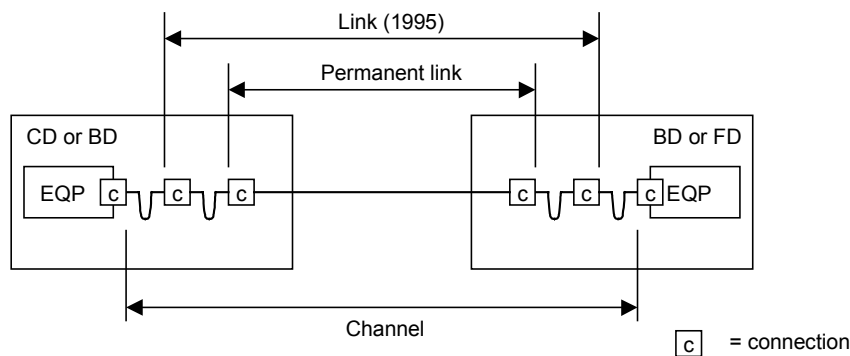 Link (1995)
Permanent link
CD or BD
BD or FD
EQP c c c
c c c EQP
Channel
c = connection